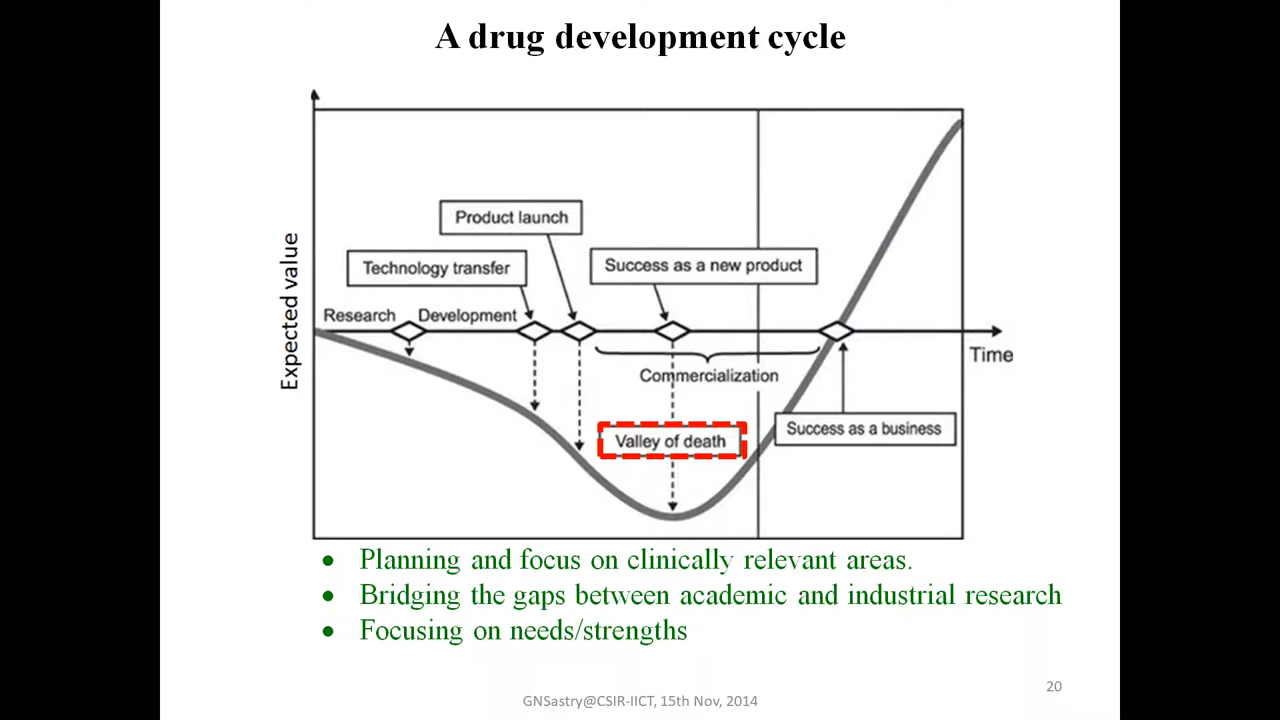 A drug development cycle
Product launch
Technology transfer
Success as a new product
Research
Development
Expected value
Time
Commercialization
Valley of death
Success as a business
• Planning and focus on clinically relevant areas.
• Bridging the gaps between academic and industrial research
• Focusing on needs/strengths
20
GNSastry@CSIR-IICT, 15th Nov, 2014